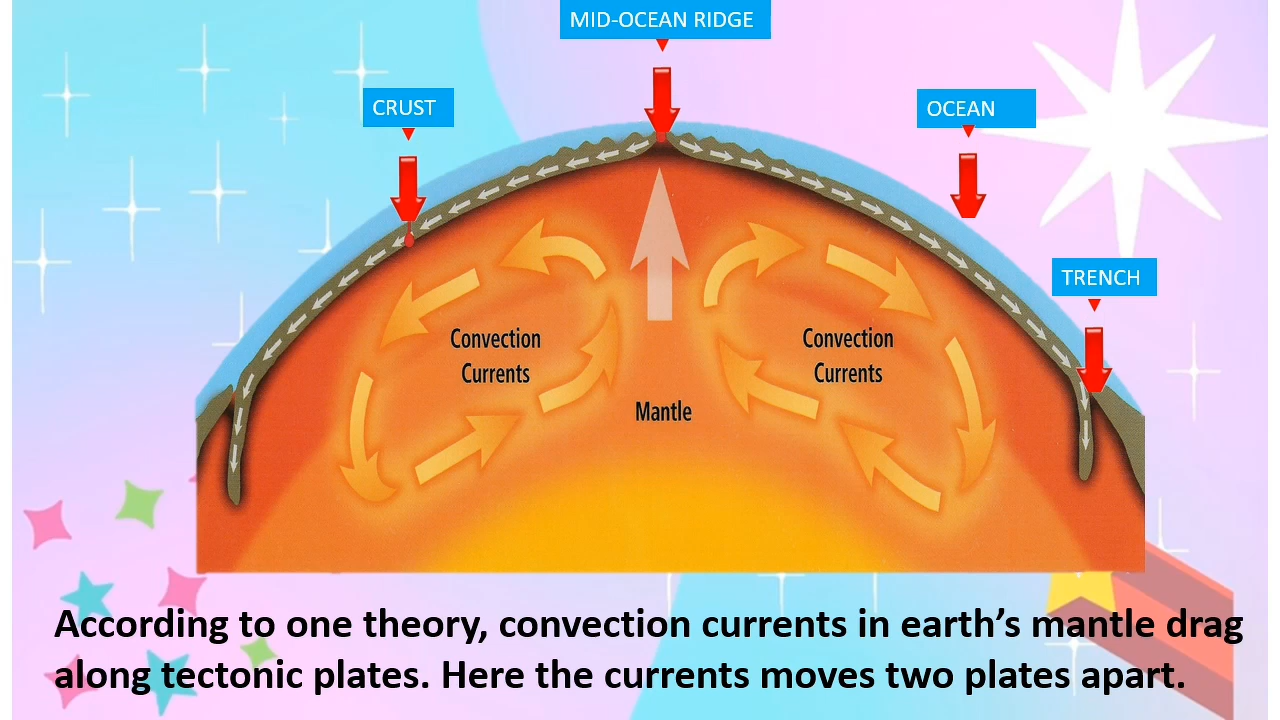 MID-OCEAN RIDGE
CRUST
OCEAN
TRENCH
Convection
Currents
Convection
Currents
Mantle
According to one theory, convection currents in earth’s mantle drag
along tectonic plates. Here the currents moves two plates apart.